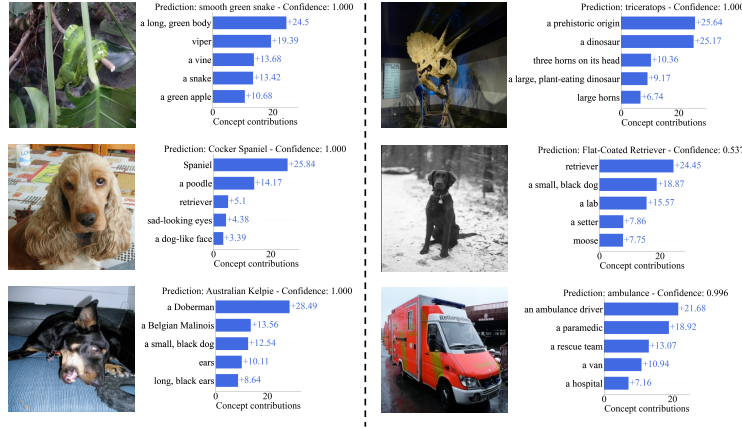 Prediction: smooth green snake - Confidence: 1.000
a long, green body +24.5
viper +19.39
a vine +13.68
a snake +13.42
a green apple +10.68
0 20
Concept contributions
Prediction: Cocker Spaniel - Confidence: 1.000
Spaniel +25.84
a poodle +14.17
retriever +5.1
sad-looking eyes +4.38
a dog-like face +3.39
0 20
Concept contributions
Prediction: Australian Kelpie - Confidence: 1.000
a Doberman +28.49
a Belgian Malinois +13.56
a small, black dog +12.54
ears +10.11
long, black ears +8.64
0 20
Concept contributions
Prediction: triceratops - Confidence: 1.000
a prehistoric origin +25.64
a dinosaur +25.17
three horns on its head +10.36
a large, plant-eating dinosaur +9.17
large horns +6.74
0 20
Concept contributions
Prediction: Flat-Coated Retriever - Confidence: 0.537
retriever +24.45
a small, black dog +18.87
a lab +15.57
a setter +7.86
moose +7.75
0 20
Concept contributions
Prediction: ambulance - Confidence: 0.996
an ambulance driver +21.68
a paramedic +18.92
a rescue team +13.07
a van +10.94
a hospital +7.16
0 20
Concept contributions